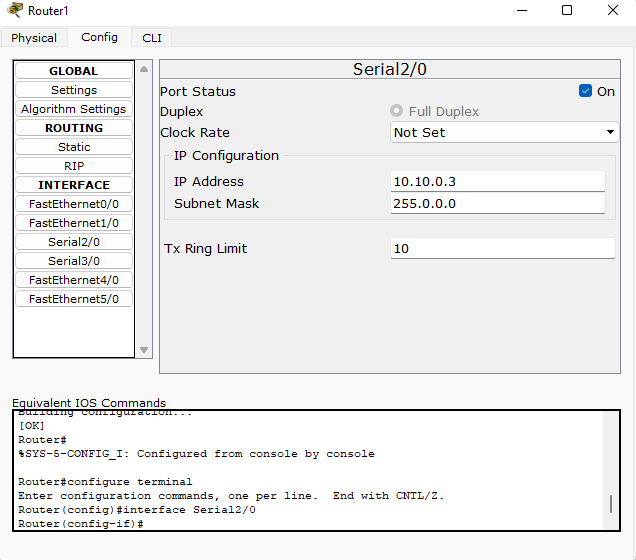 Router1
Physical Config CLI
GLOBAL
Settings
Algorithm Settings
ROUTING
Static
RIP
INTERFACE
FastEthernet0/0
FastEthernet1/0
Serial2/0
Serial3/0
FastEthernet4/0
FastEthernet5/0
Serial2/0
Port Status On
Duplex Full Duplex
Clock Rate Not Set
IP Configuration
IP Address 10.10.0.3
Subnet Mask 255.0.0.0
Tx Ring Limit 10
Equivalent IOS Commands
Building configuration...
[OK]
Router#
%SYS-5-CONFIG_I: Configured from console by console
Router#configure terminal
Enter configuration commands, one per line. End with CNTL/Z.
Router(config)#interface Serial2/0
Router(config-if)#